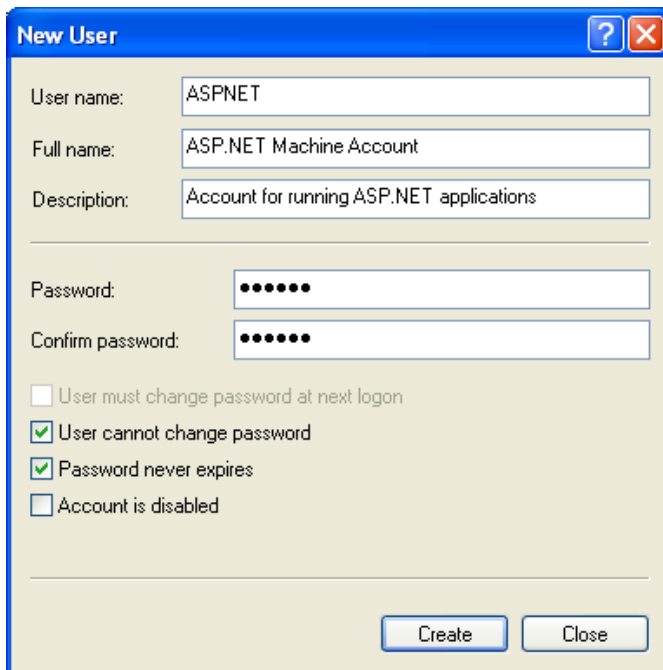 New User
User name: ASPNET
Full name: ASP.NET Machine Account
Description: Account for running ASP.NET applications
Password: ●●●●●●
Confirm password: ●●●●●●
User must change password at next logon
User cannot change password
Password never expires
Account is disabled
Create Close